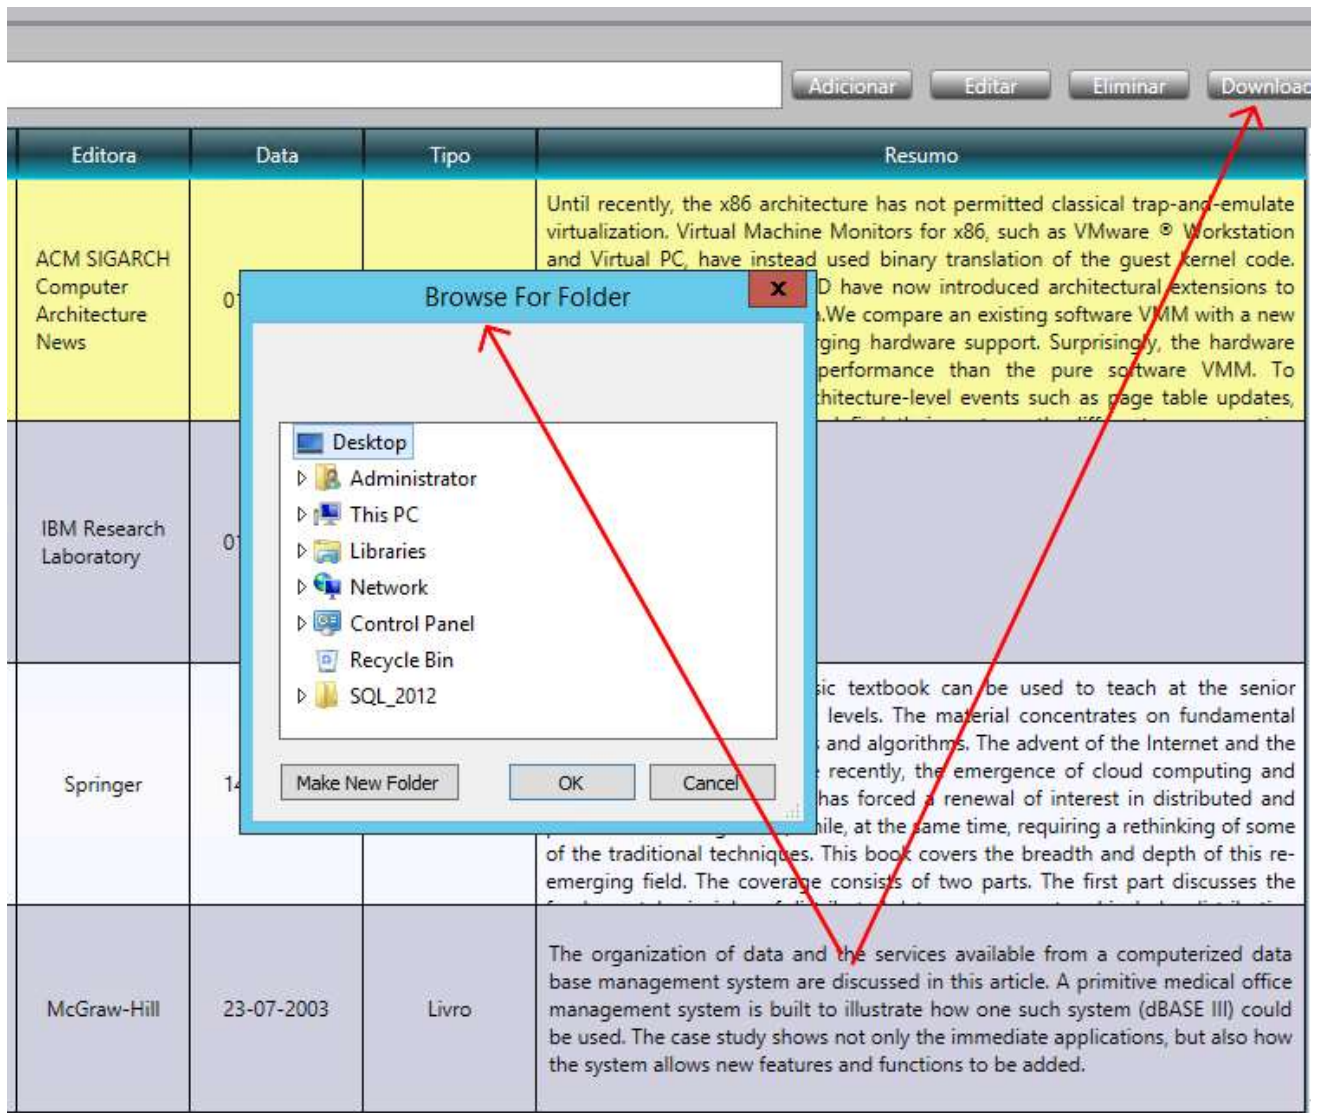 Adicionar Editar Eliminar Download
Editora Data Tipo Resumo
Until recently, the x86 architecture has not permitted classical trap-and-emulate
virtualization. Virtual Machine Monitors for x86, such as VMware ® Workstation
and Virtual PC, have instead used binary translation of the guest kernel code.
D have now introduced architectural extensions to
.We compare an existing software VMM with a new
rging hardware support. Surprisingly, the hardware
performance than the pure software VMM. To
chitecture-level events such as page table updates,
ACM SIGARCH
Computer
Architecture
News
01
Browse For Folder
x
Desktop
Administrator
This PC
Libraries
Network
Control Panel
Recycle Bin
SQL_2012
Make New Folder OK Cancel
IBM Research
Laboratory
01
Springer
14
sic textbook can be used to teach at the senior
levels. The material concentrates on fundamental
and algorithms. The advent of the Internet and the
recently, the emergence of cloud computing and
has forced a renewal of interest in distributed and
hile, at the same time, requiring a rethinking of some
of the traditional techniques. This book covers the breadth and depth of this re-
emerging field. The coverage consists of two parts. The first part discusses the
McGraw-Hill 23-07-2003 Livro
The organization of data and the services available from a computerized data
base management system are discussed in this article. A primitive medical office
management system is built to illustrate how one such system (dBASE III) could
be used. The case study shows not only the immediate applications, but also how
the system allows new features and functions to be added.